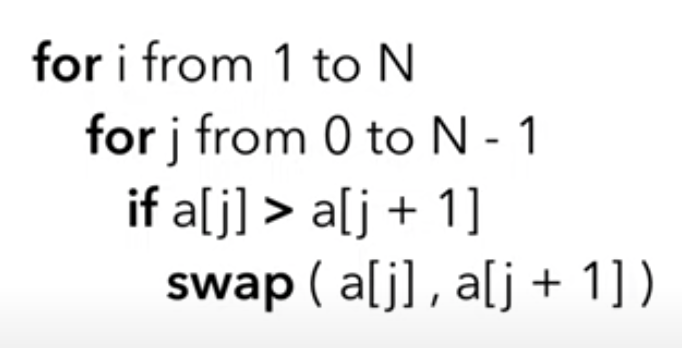 for i from 1 to N
for j from 0 to N - 1
if a[j] > a[j + 1]
swap ( a[j] , a[j + 1] )